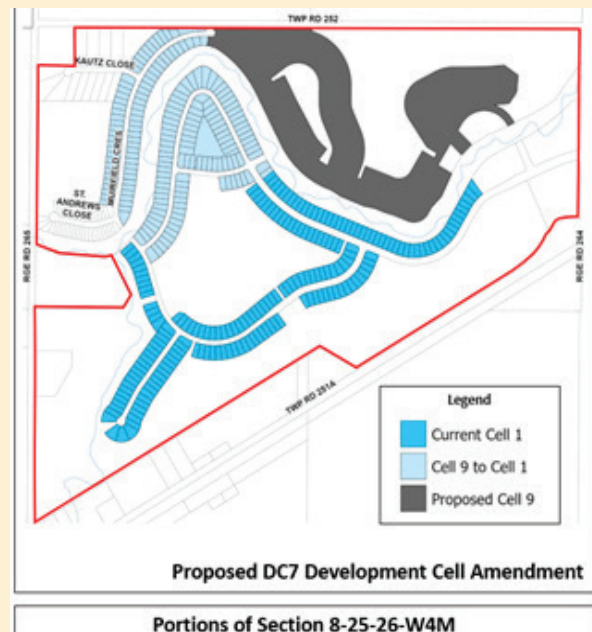 TWP RD 252
KAUTZ CLOSE
MUIRFIELD CRES
ST.
ANDREWS
CLOSE
RGE RD 265
RGE RD 264
TWP RD 251A
Legend
Current Cell 1
Cell 9 to Cell 1
Proposed Cell 9
Proposed DC7 Development Cell Amendment
Portions of Section 8-25-26-W4M